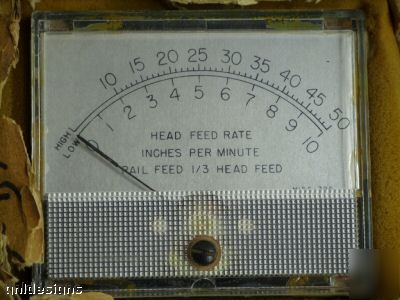 10 15 20 25 30 35 40 45 50
HIGH
LOW
0 1 2 3 4 5 6 7 8 9 10
HEAD FEED RATE
INCHES PER MINUTE
RAIL FEED 1/3 HEAD FEED
qnldesigns